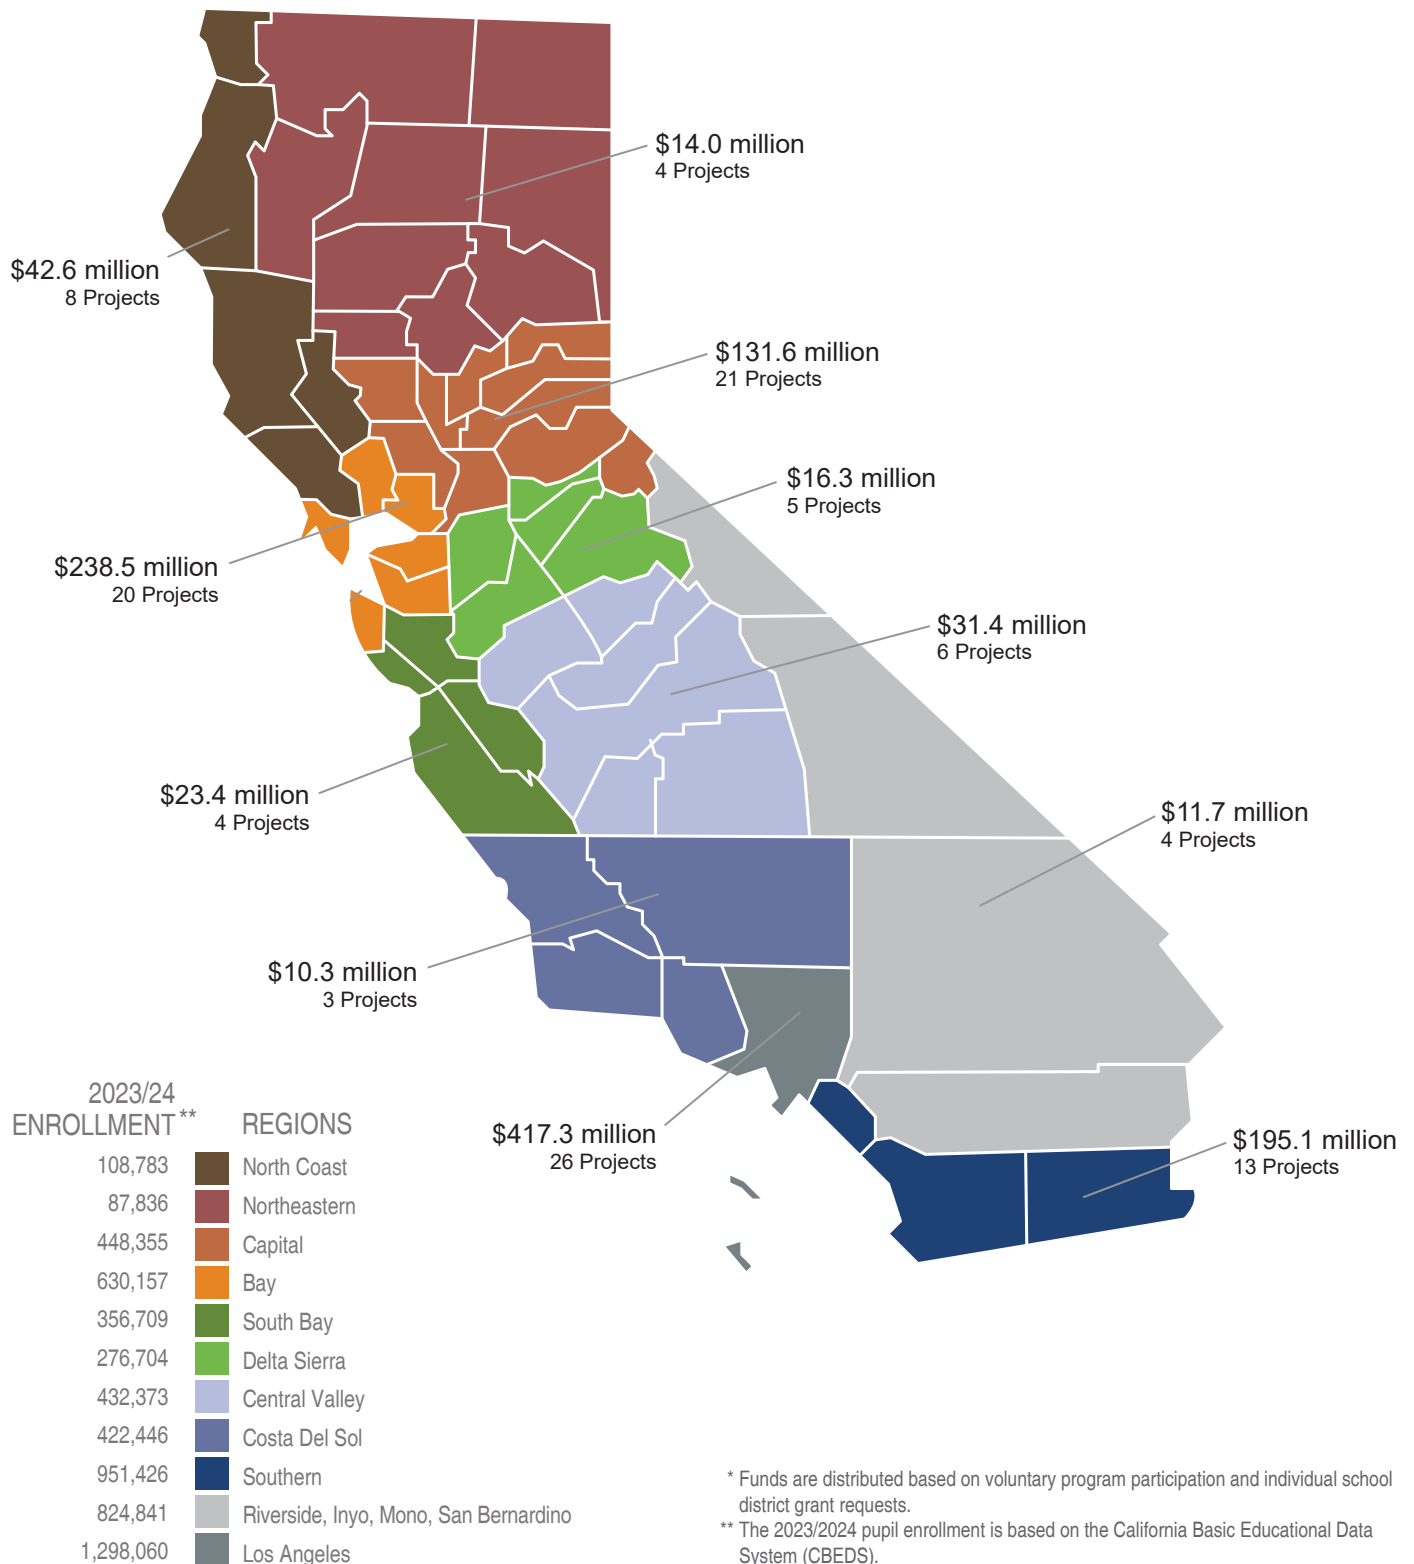 $14.0 million
4 Projects
$42.6 million
8 Projects
$131.6 million
21 Projects
$16.3 million
5 Projects
$238.5 million
20 Projects
$31.4 million
6 Projects
$23.4 million
4 Projects
$11.7 million
4 Projects
$10.3 million
3 Projects
$417.3 million
26 Projects
$195.1 million
13 Projects
2023/24
ENROLLMENT** REGIONS
108,783 North Coast
87,836 Northeastern
448,355 Capital
630,157 Bay
356,709 South Bay
276,704 Delta Sierra
432,373 Central Valley
422,446 Costa Del Sol
951,426 Southern
824,841 Riverside, Inyo, Mono, San Bernardino
1,298,060 Los Angeles
* Funds are distributed based on voluntary program participation and individual school
district grant requests.
** The 2023/2024 pupil enrollment is based on the California Basic Educational Data
System (CBEDS).